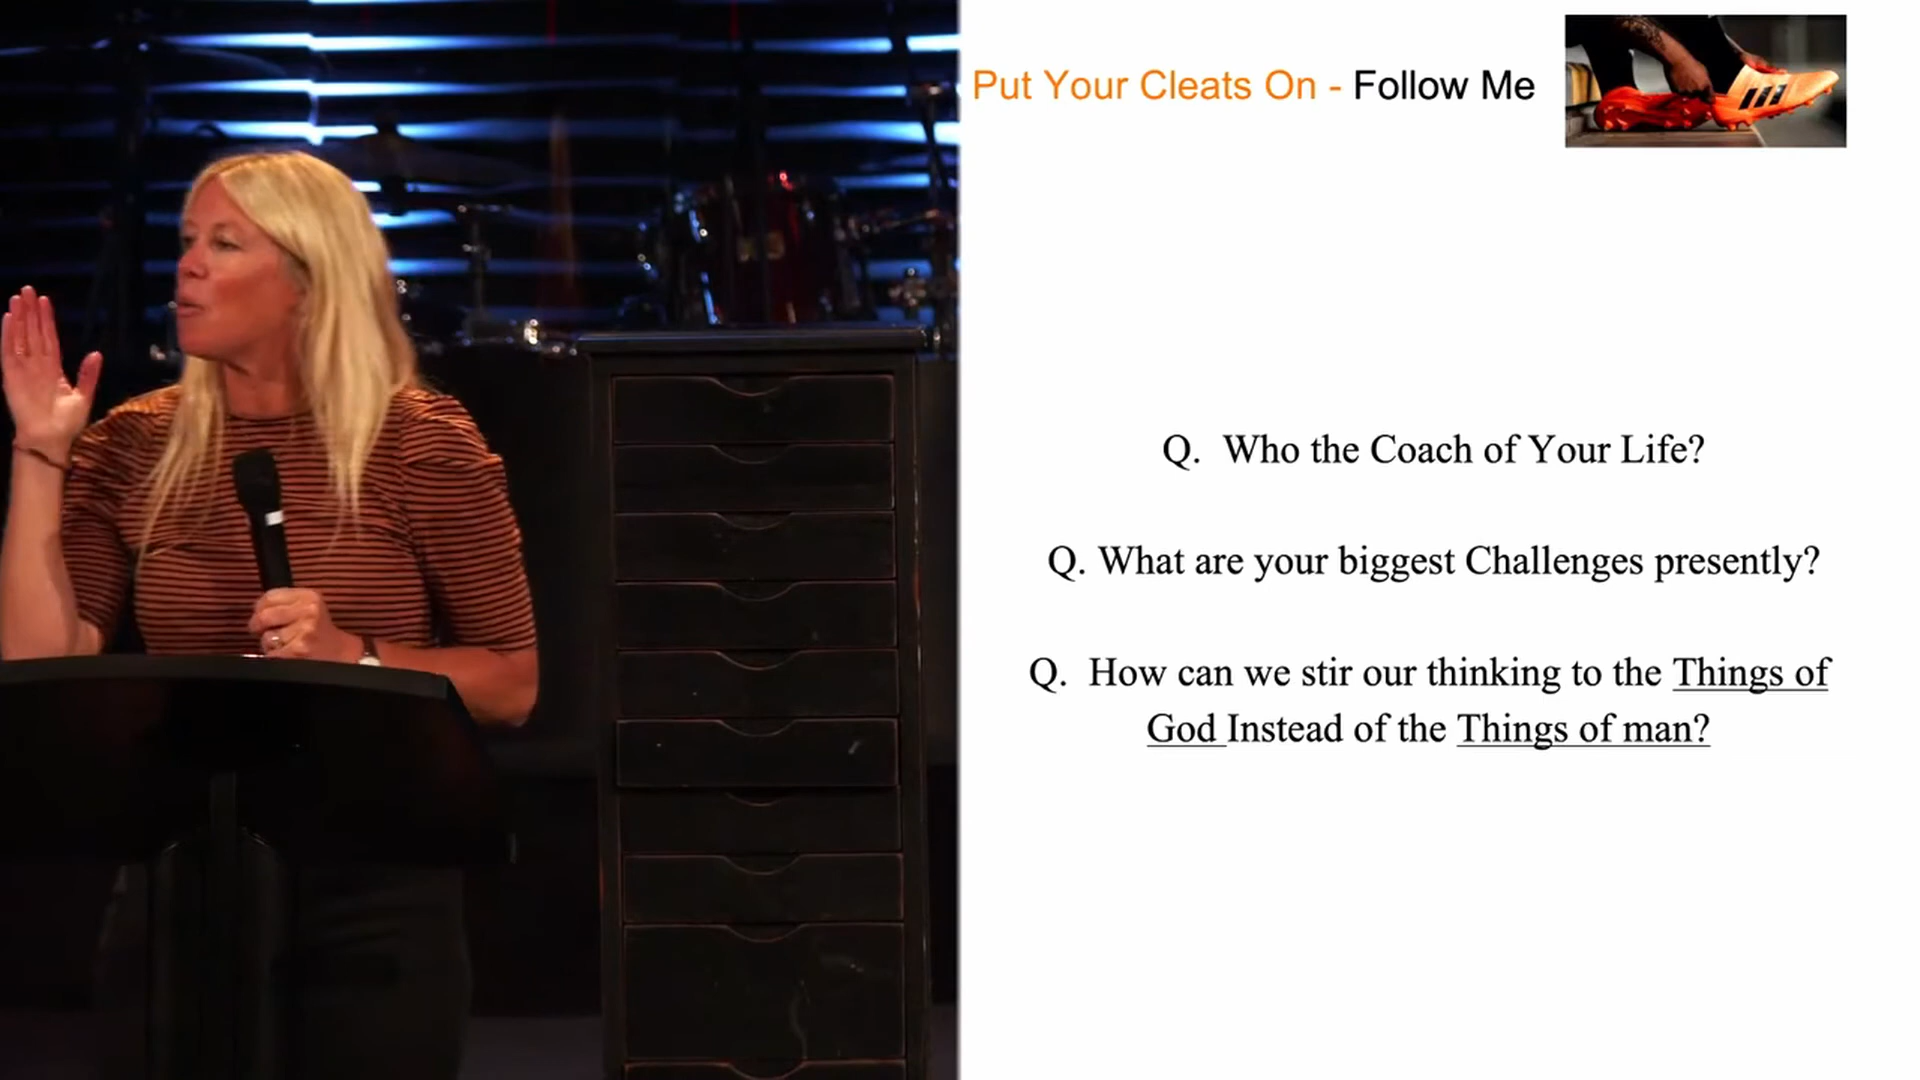 Put Your Cleats On - Follow Me
Q. Who the Coach of Your Life?
Q. What are your biggest Challenges presently?
Q. How can we stir our thinking to the Things of
God Instead of the Things of man?